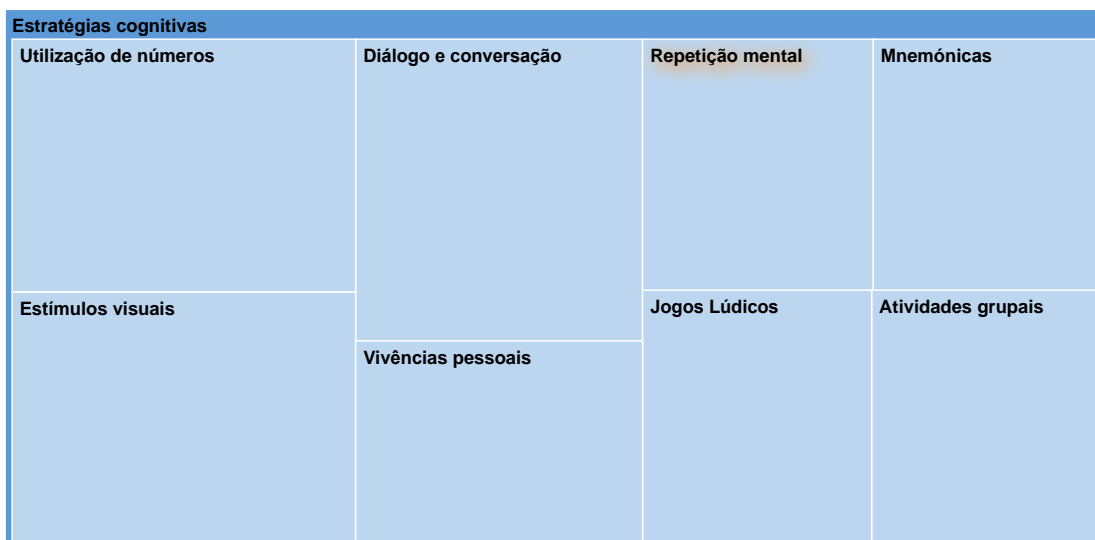 Estratégias cognitivas
Utilização de números
Diálogo e conversação
Repetição mental
Mnemónicas
Estímulos visuais
Jogos Lúdicos
Atividades grupais
Vivências pessoais